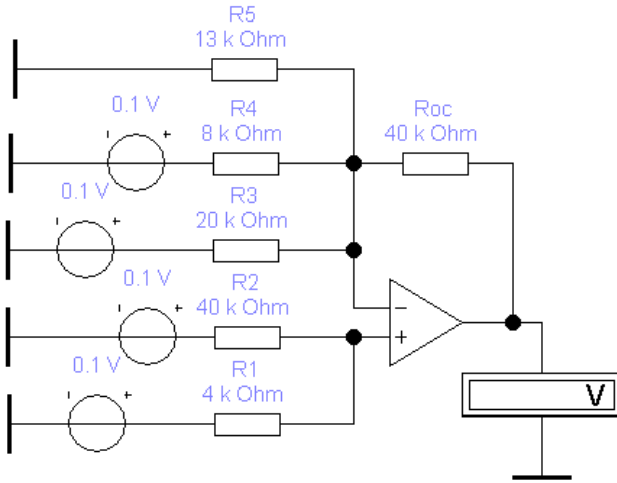 R5
13 k Ohm
0.1 V
R4
8 k Ohm
Roc
40 k Ohm
0.1 V
R3
20 k Ohm
0.1 V
R2
40 k Ohm
0.1 V
R1
4 k Ohm
V